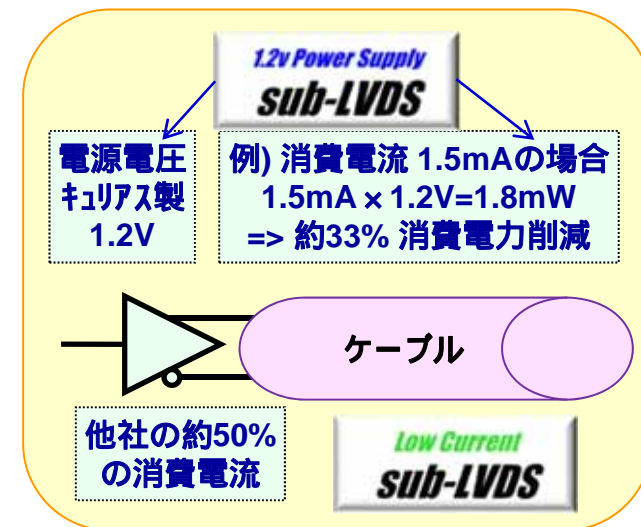 1.2v Power Supply
sub-LVDS
電源電圧
ｷｭﾘｱｽ製
1.2V
例) 消費電流 1.5mAの場合
1.5mA×1.2V=1.8mW
=> 約33% 消費電力削減
ケーブル
他社の約50%
の消費電流
Low Current
sub-LVDS